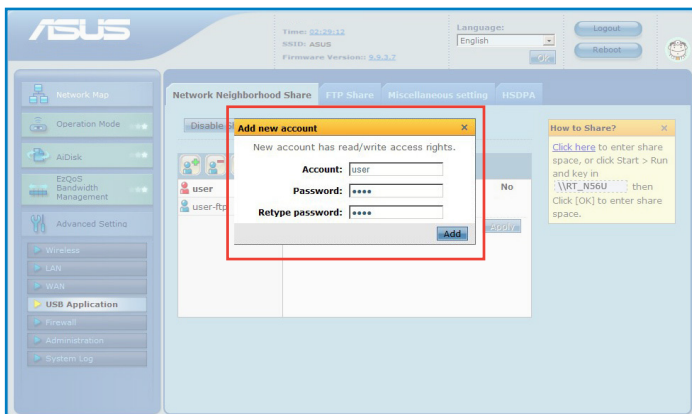 ASUS
Time: 02:29:12
SSID: ASUS
Firmware Version: 9.9.3.7
Language:
English
Logout
Reboot
Network Map
Operation Mode
AiDisk
EzQoS
Bandwidth
Management
Advanced Setting
Wireless
LAN
WAN
USB Application
Firewall
Administration
System Log
Network Neighborhood Share
FTP Share
Miscellaneous setting
HSDPA
Disable
Add new account ×
New account has read/write access rights.
Account: user
Password: ••••
Retype password: ••••
Add
user
user-ftp
No
Apply
How to Share? ×
Click here to enter share
space, or click Start > Run
and key in
\\RT_N56U then
Click [OK] to enter share
space.